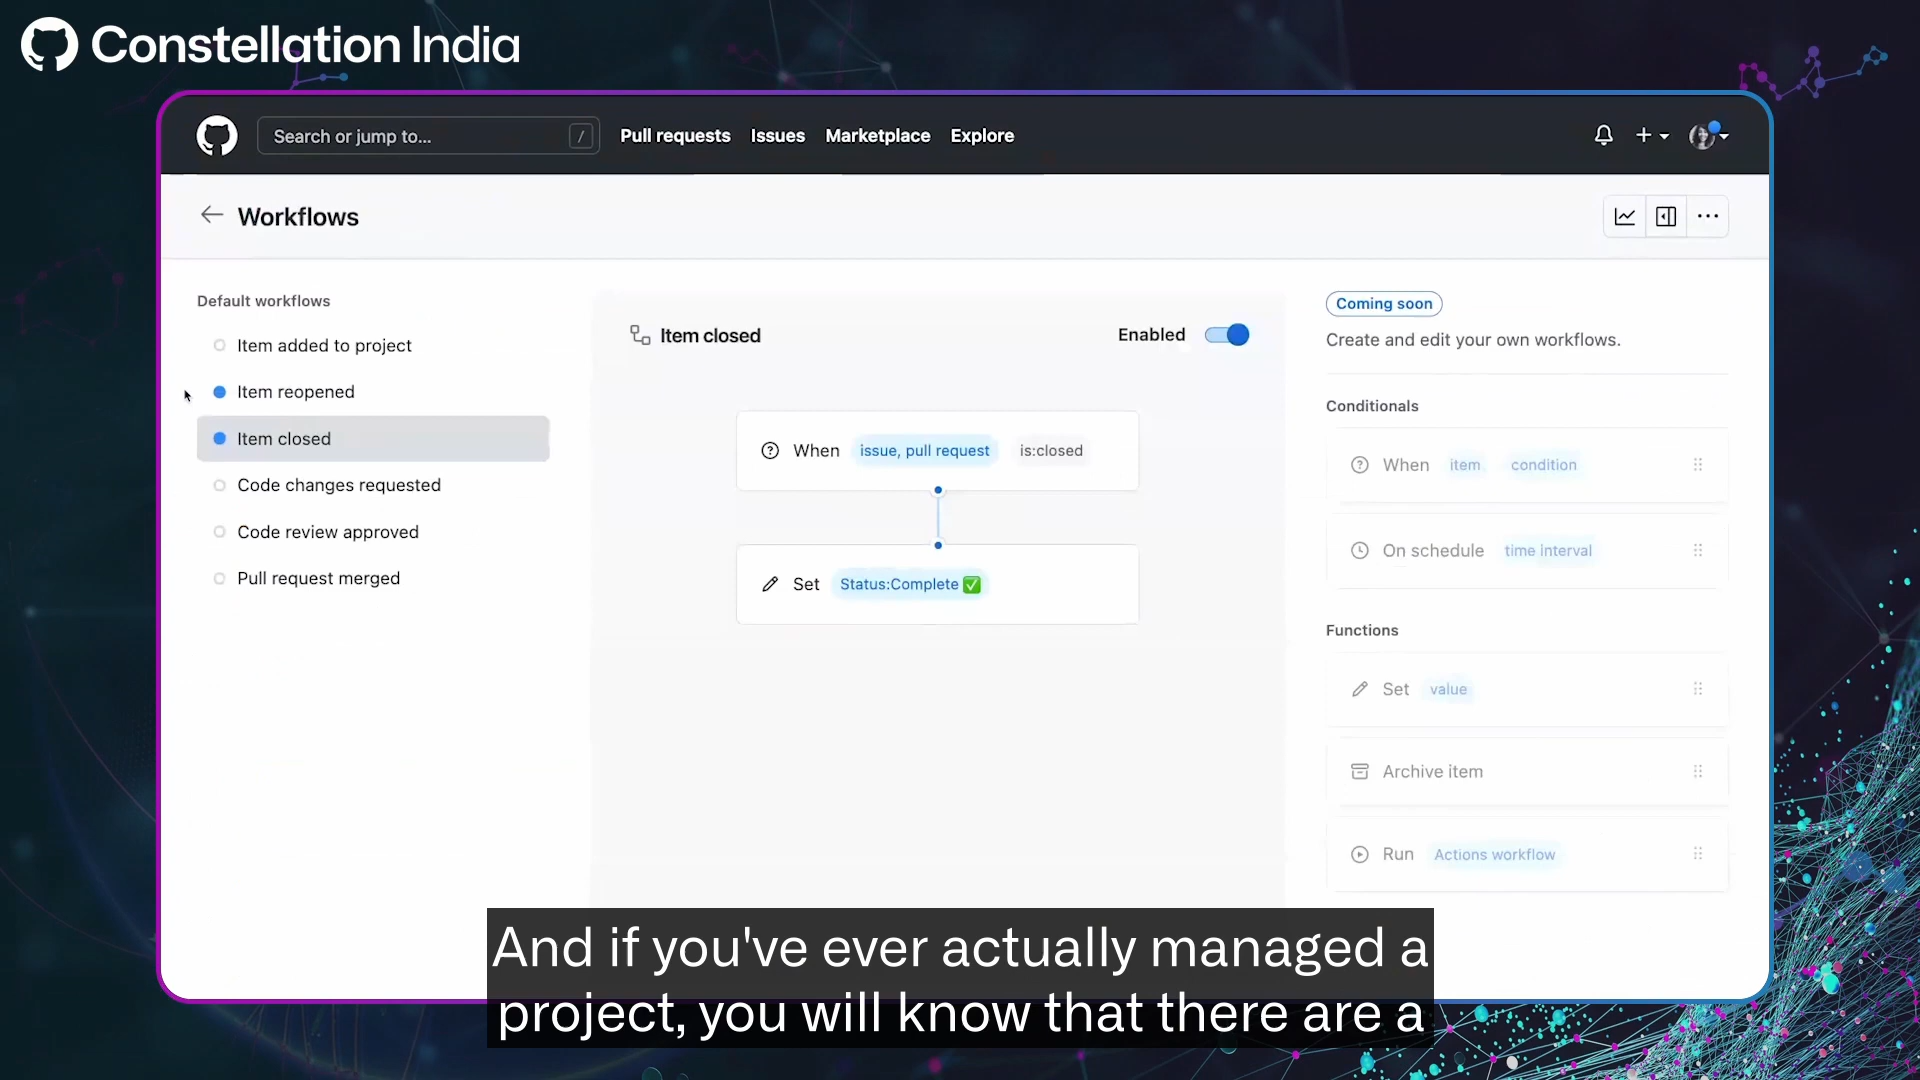 Constellation India
Search or jump to... /
Pull requests Issues Marketplace Explore
Workflows
Default workflows
Item added to project
Item reopened
Item closed
Code changes requested
Code review approved
Pull request merged
Item closed Enabled
When issue, pull request is:closed
Set Status:Complete ✅
Coming soon
Create and edit your own workflows.
Conditionals
When item condition
On schedule time interval
Functions
Set value
Archive item
Run Actions workflow
And if you've ever actually managed a
project, you will know that there are a